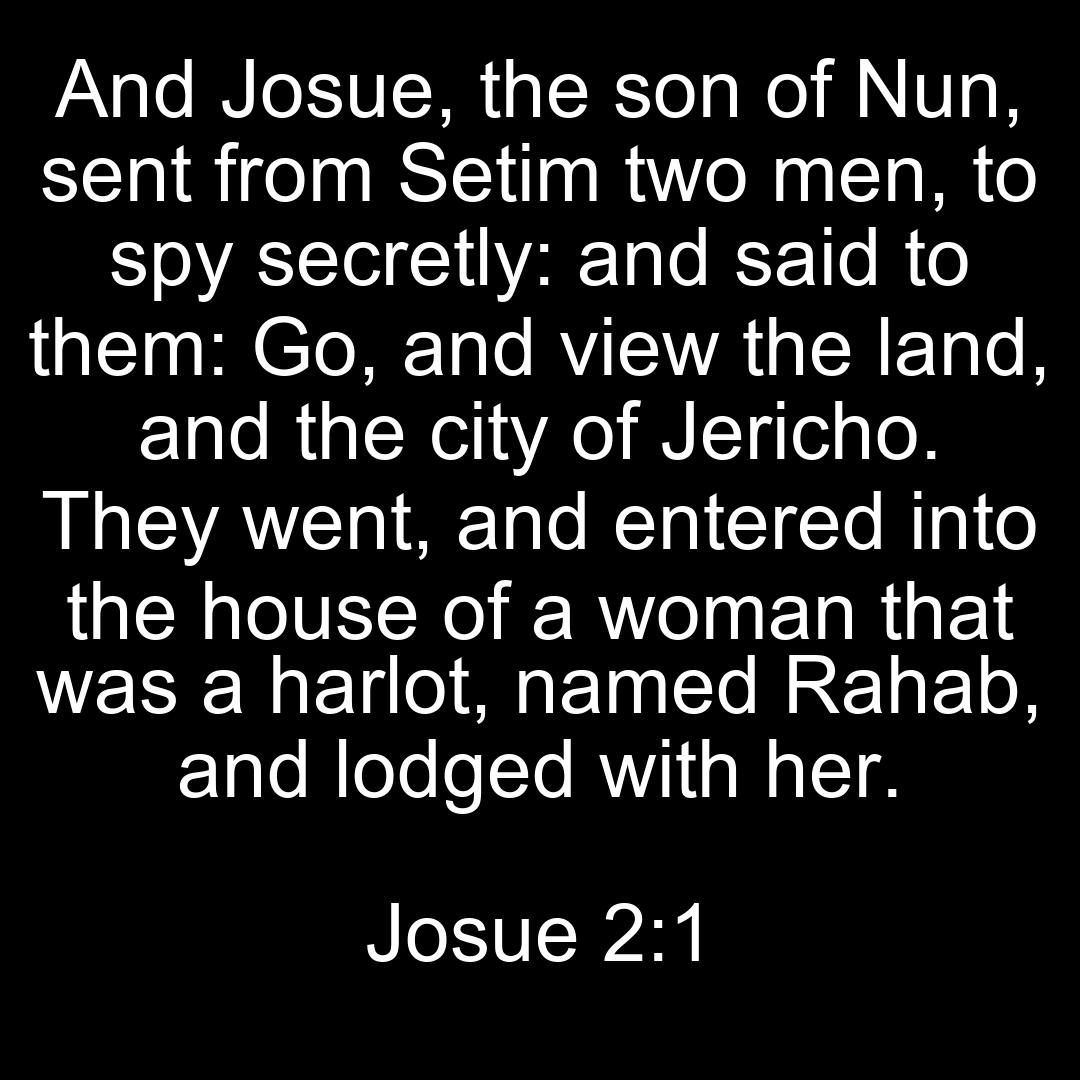 And Josue, the son of Nun,
sent from Setim two men, to
spy secretly: and said to
them: Go, and view the land,
and the city of Jericho.
They went, and entered into
the house of a woman that
was a harlot, named Rahab,
and lodged with her.
Josue 2:1